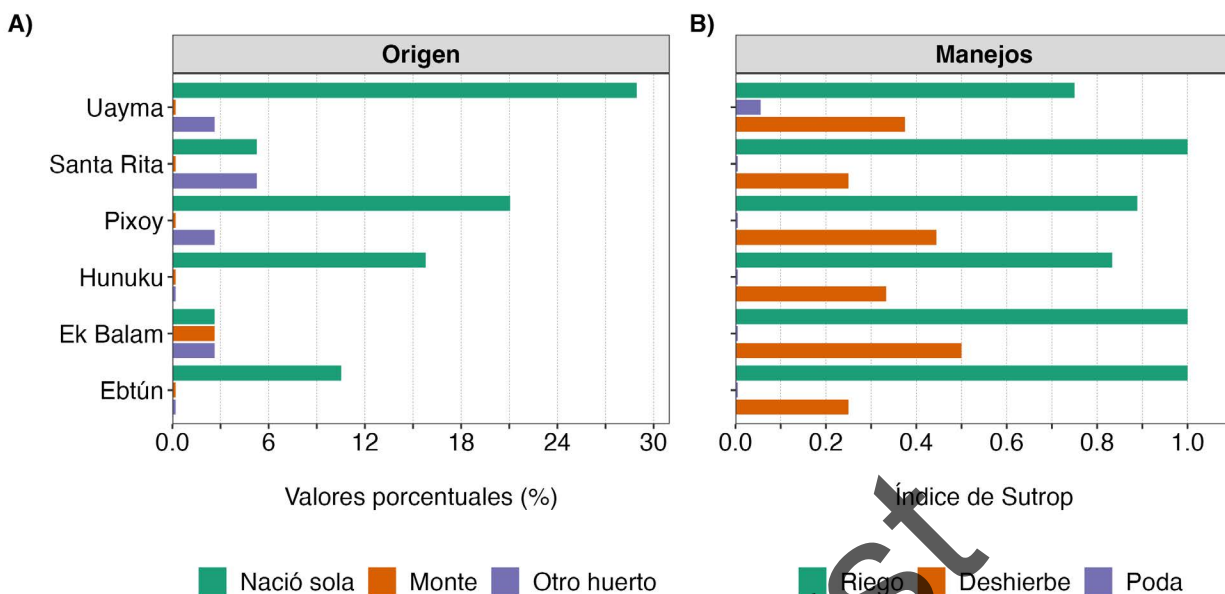 A)
Origen
Uayma
Santa Rita
Pixoy
Hunuku
Ek Balam
Ebtún
0.0 6 12 18 24 30
Valores porcentuales (%)
Nació sola Monte Otro huerto
B)
Manejos
0.0 0.2 0.4 0.6 0.8 1.0
Índice de Sutrop
Riego Deshierbe Poda
st